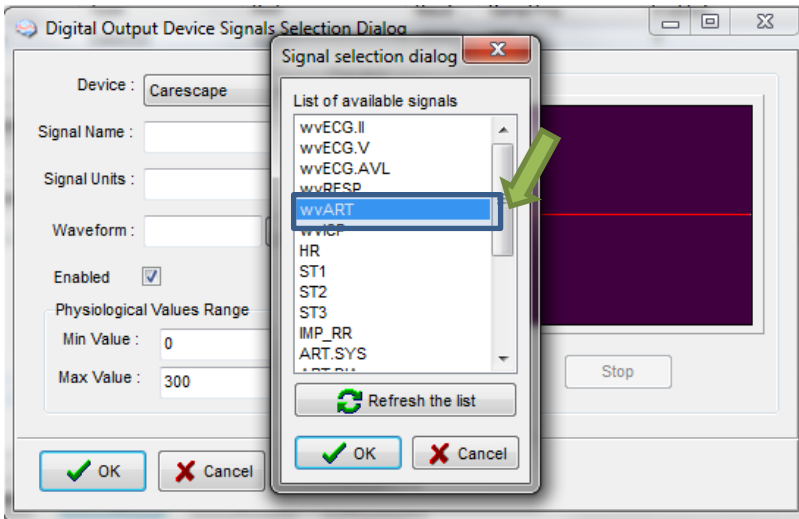 Digital Output Device Signals Selection Dialog
Device :
Carescape
Signal Name :
Signal Units :
Waveform :
Enabled
Physiological Values Range
Min Value :
0
Max Value :
300
OK
Cancel
Signal selection dialog
List of available signals
wvECG.II
wvECG.V
wvECG.AVL
wvRESP
wvART
wvICP
HR
ST1
ST2
ST3
IMP_RR
ART.SYS
Refresh the list
OK
Cancel
Stop